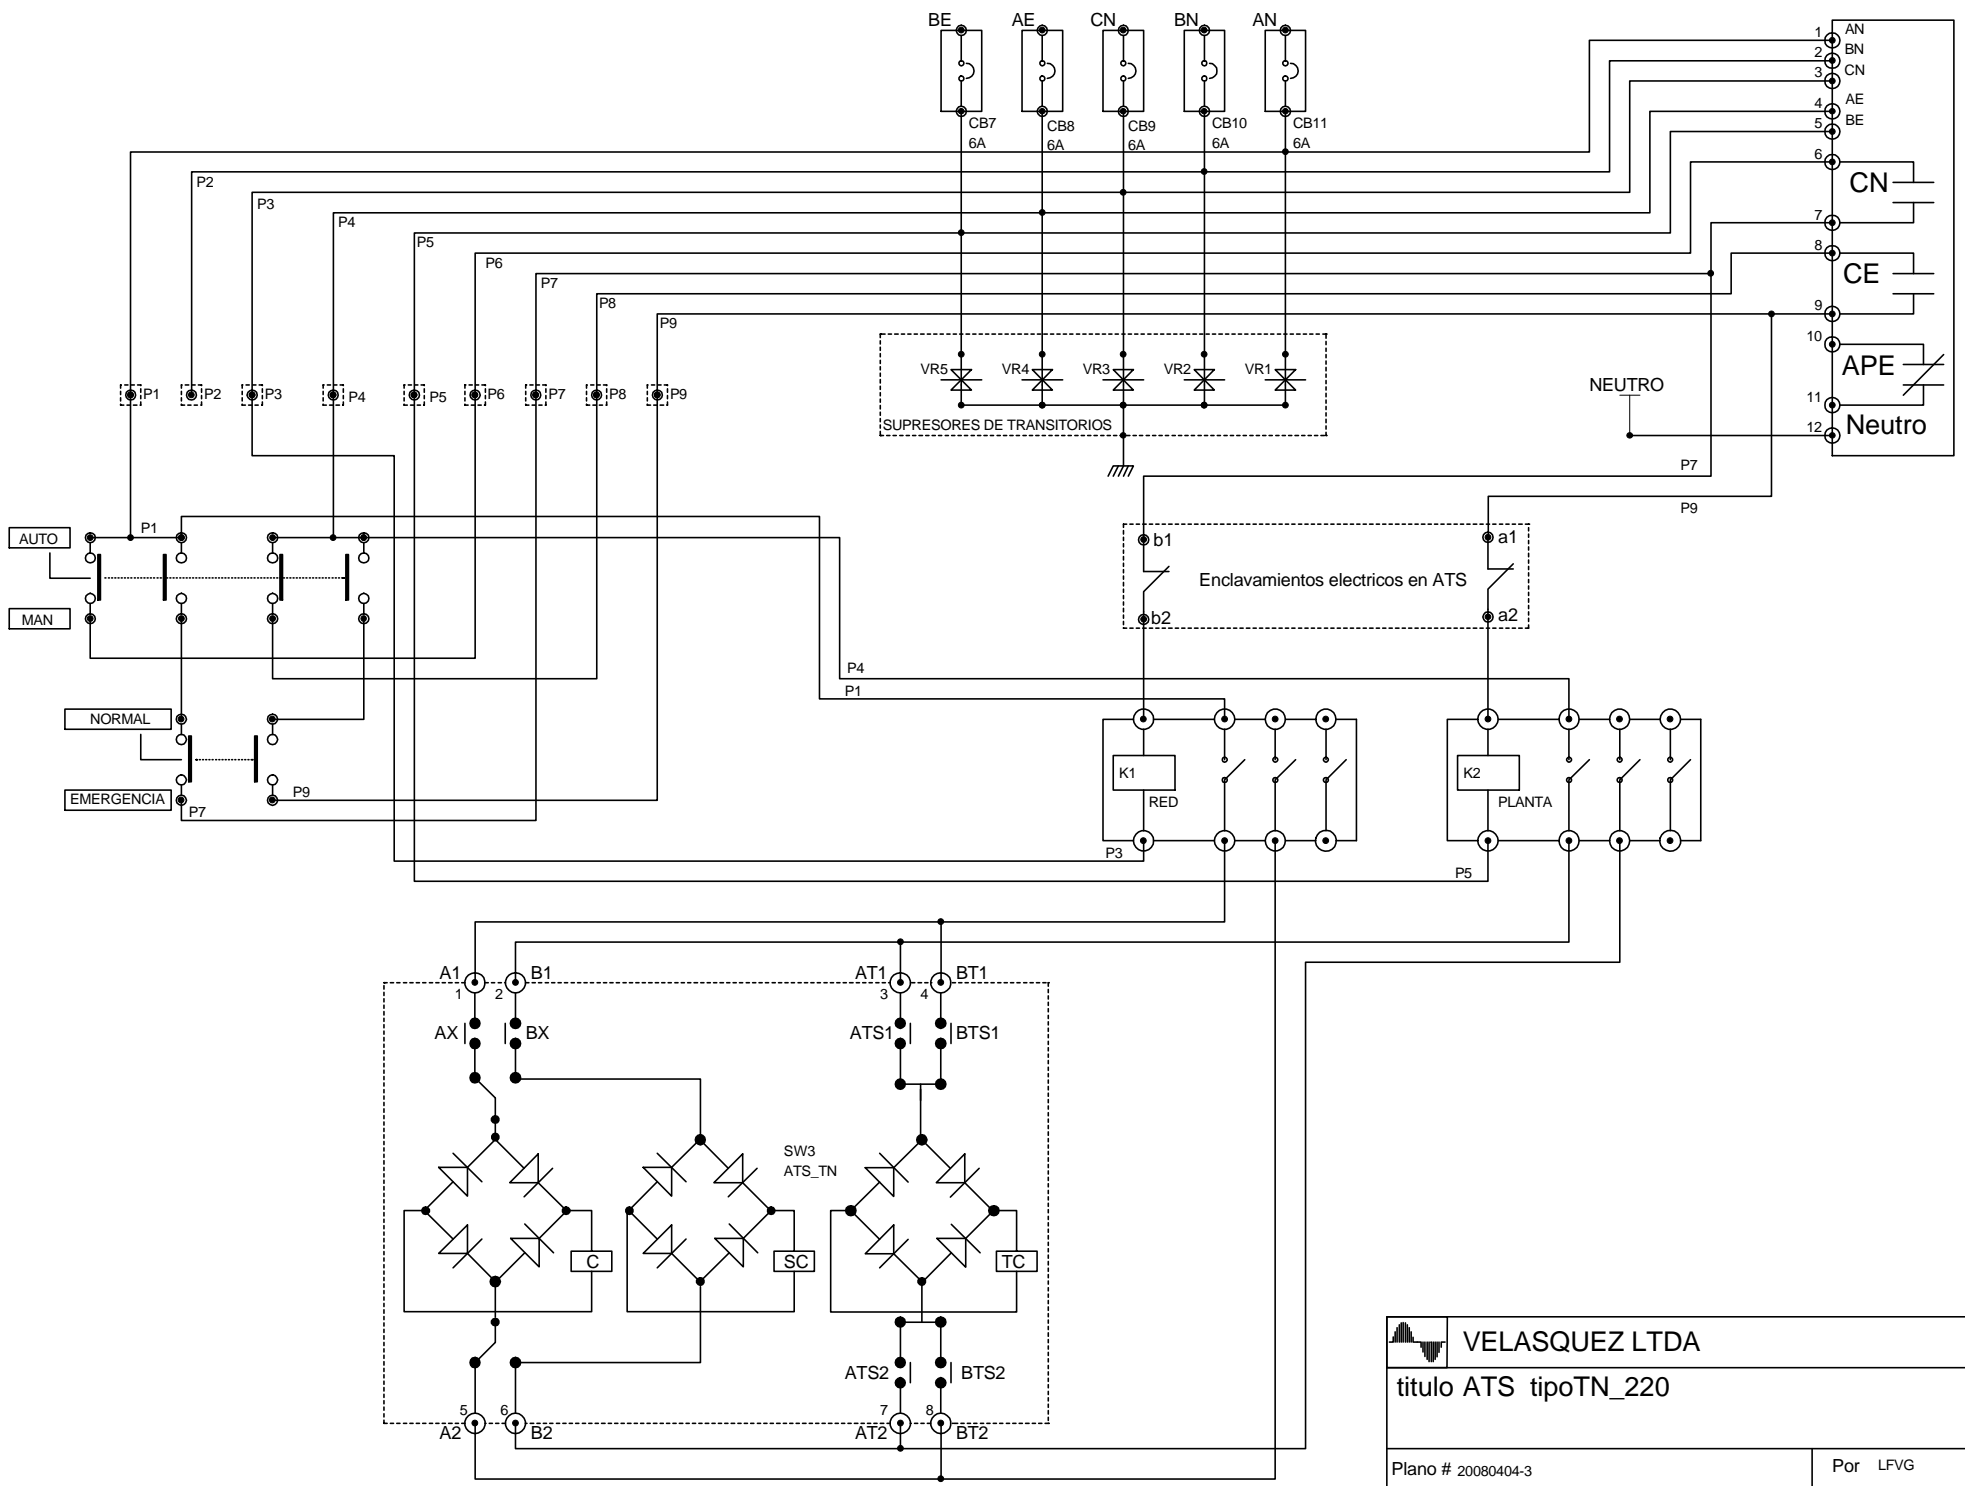 BE AE CN BN AN
CB7 CB8 CB9 CB10 CB11
6A 6A 6A 6A 6A
1 AN
2 BN
3 CN
4 AE
5 BE
6
CN
7
8
CE
9
10
APE
11
Neutro
12
P2
P3
P4
P5
P6
P7
P8
P9
VR5 VR4 VR3 VR2 VR1
SUPRESORES DE TRANSITORIOS
NEUTRO
P1 P2 P3 P4 P5 P6 P7 P8 P9
P7
P9
AUTO
P1
MAN
b1 a1
Enclavamientos electricos en ATS
b2 a2
P4
P1
NORMAL
EMERGENCIA
P7
P9
K1
RED
K2
PLANTA
P3
P5
A1 B1 AT1 BT1
1 2 3 4
AX BX ATS1 BTS1
SW3
ATS_TN
C SC TC
ATS2 BTS2
5 6 7 8
A2 B2 AT2 BT2
VELASQUEZ LTDA
titulo ATS tipoTN_220
Plano # 20080404-3
Por LFVG